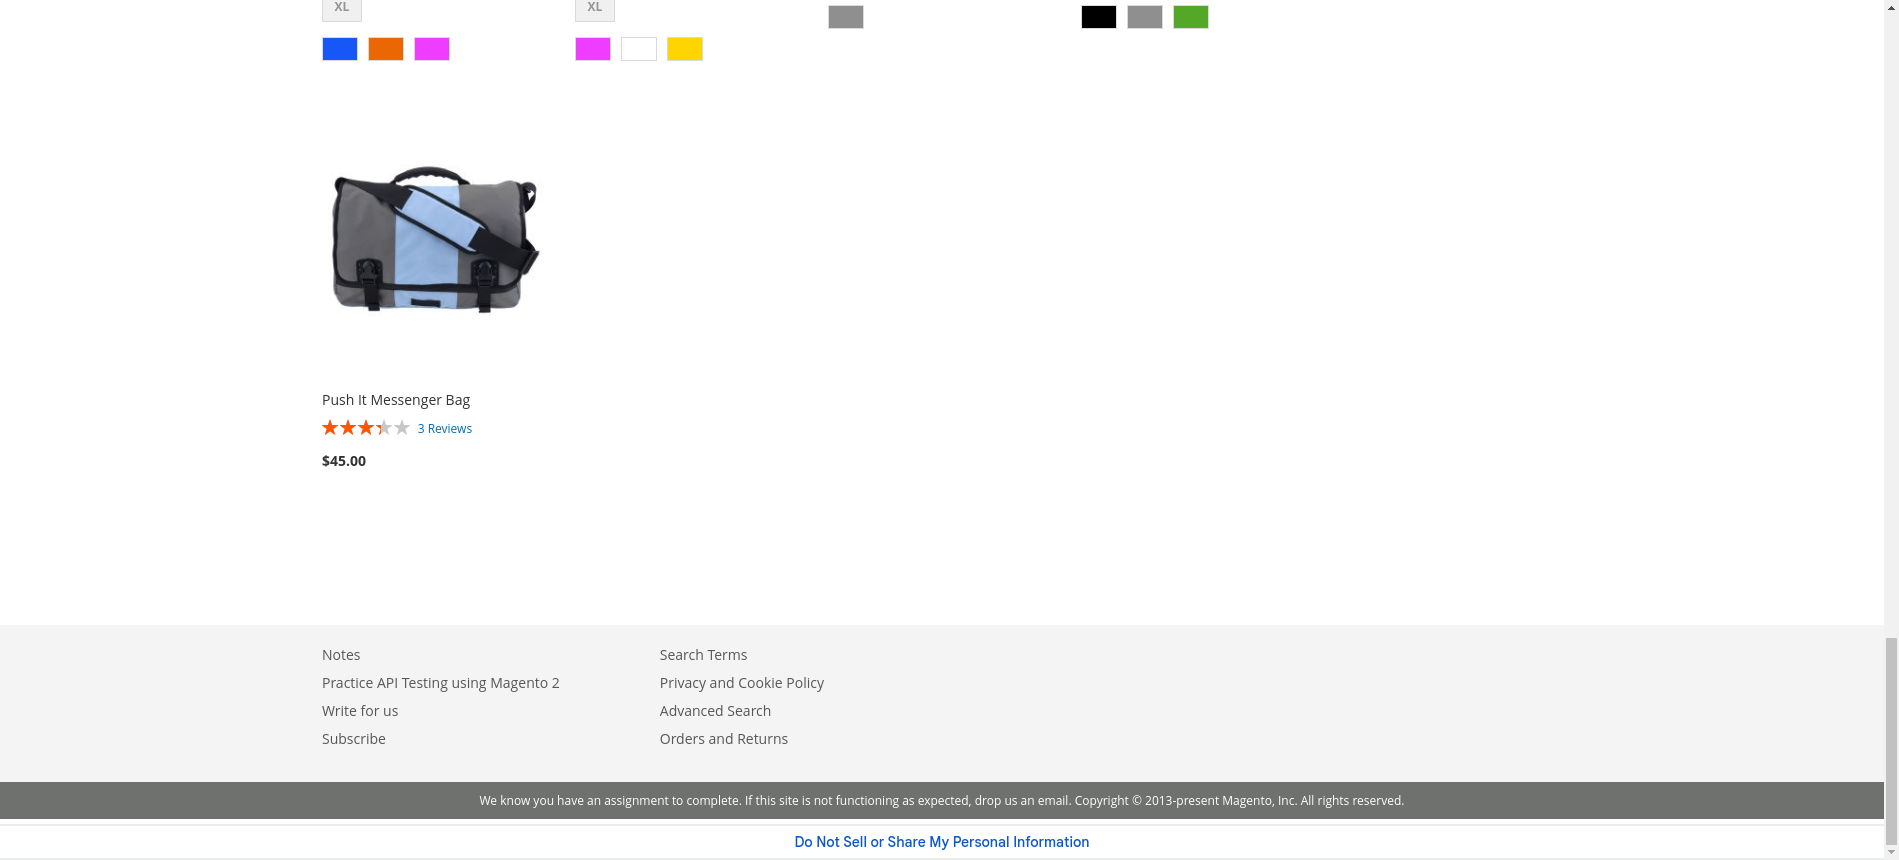 XL
XL
Push It Messenger Bag
3 Reviews
$45.00
Notes
Practice API Testing using Magento 2
Write for us
Subscribe
Search Terms
Privacy and Cookie Policy
Advanced Search
Orders and Returns
We know you have an assignment to complete. If this site is not functioning as expected, drop us an email. Copyright © 2013-present Magento, Inc. All rights reserved.
Do Not Sell or Share My Personal Information